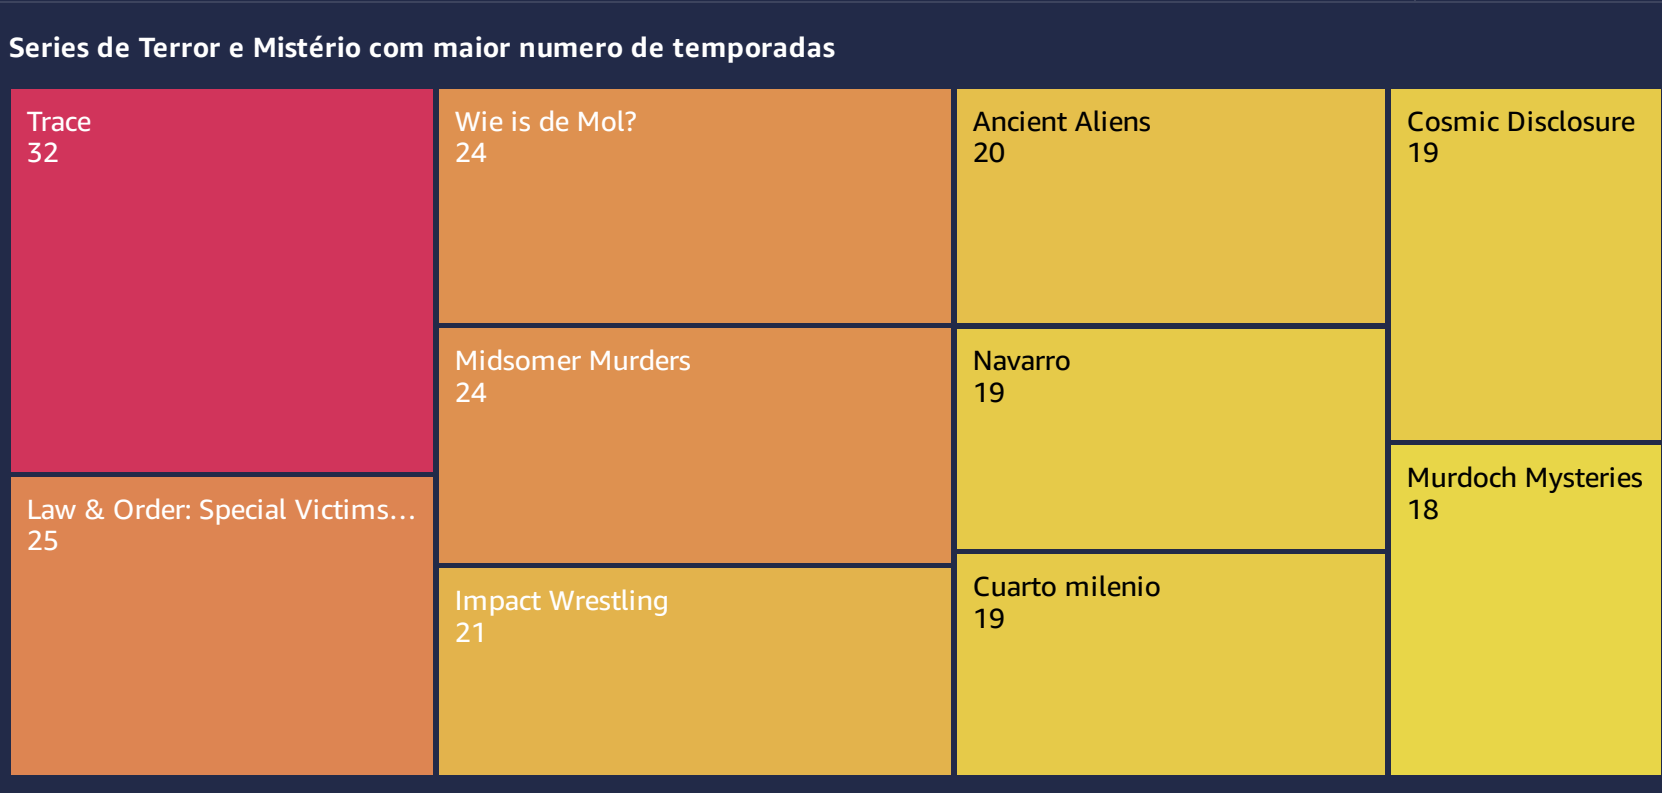 Series de Terror e Mistério com maior numero de temporadas
Trace
32
Law & Order: Special Victims...
25
Wie is de Mol?
24
Midsomer Murders
24
Impact Wrestling
21
Ancient Aliens
20
Navarro
19
Cuarto milenio
19
Cosmic Disclosure
19
Murdoch Mysteries
18